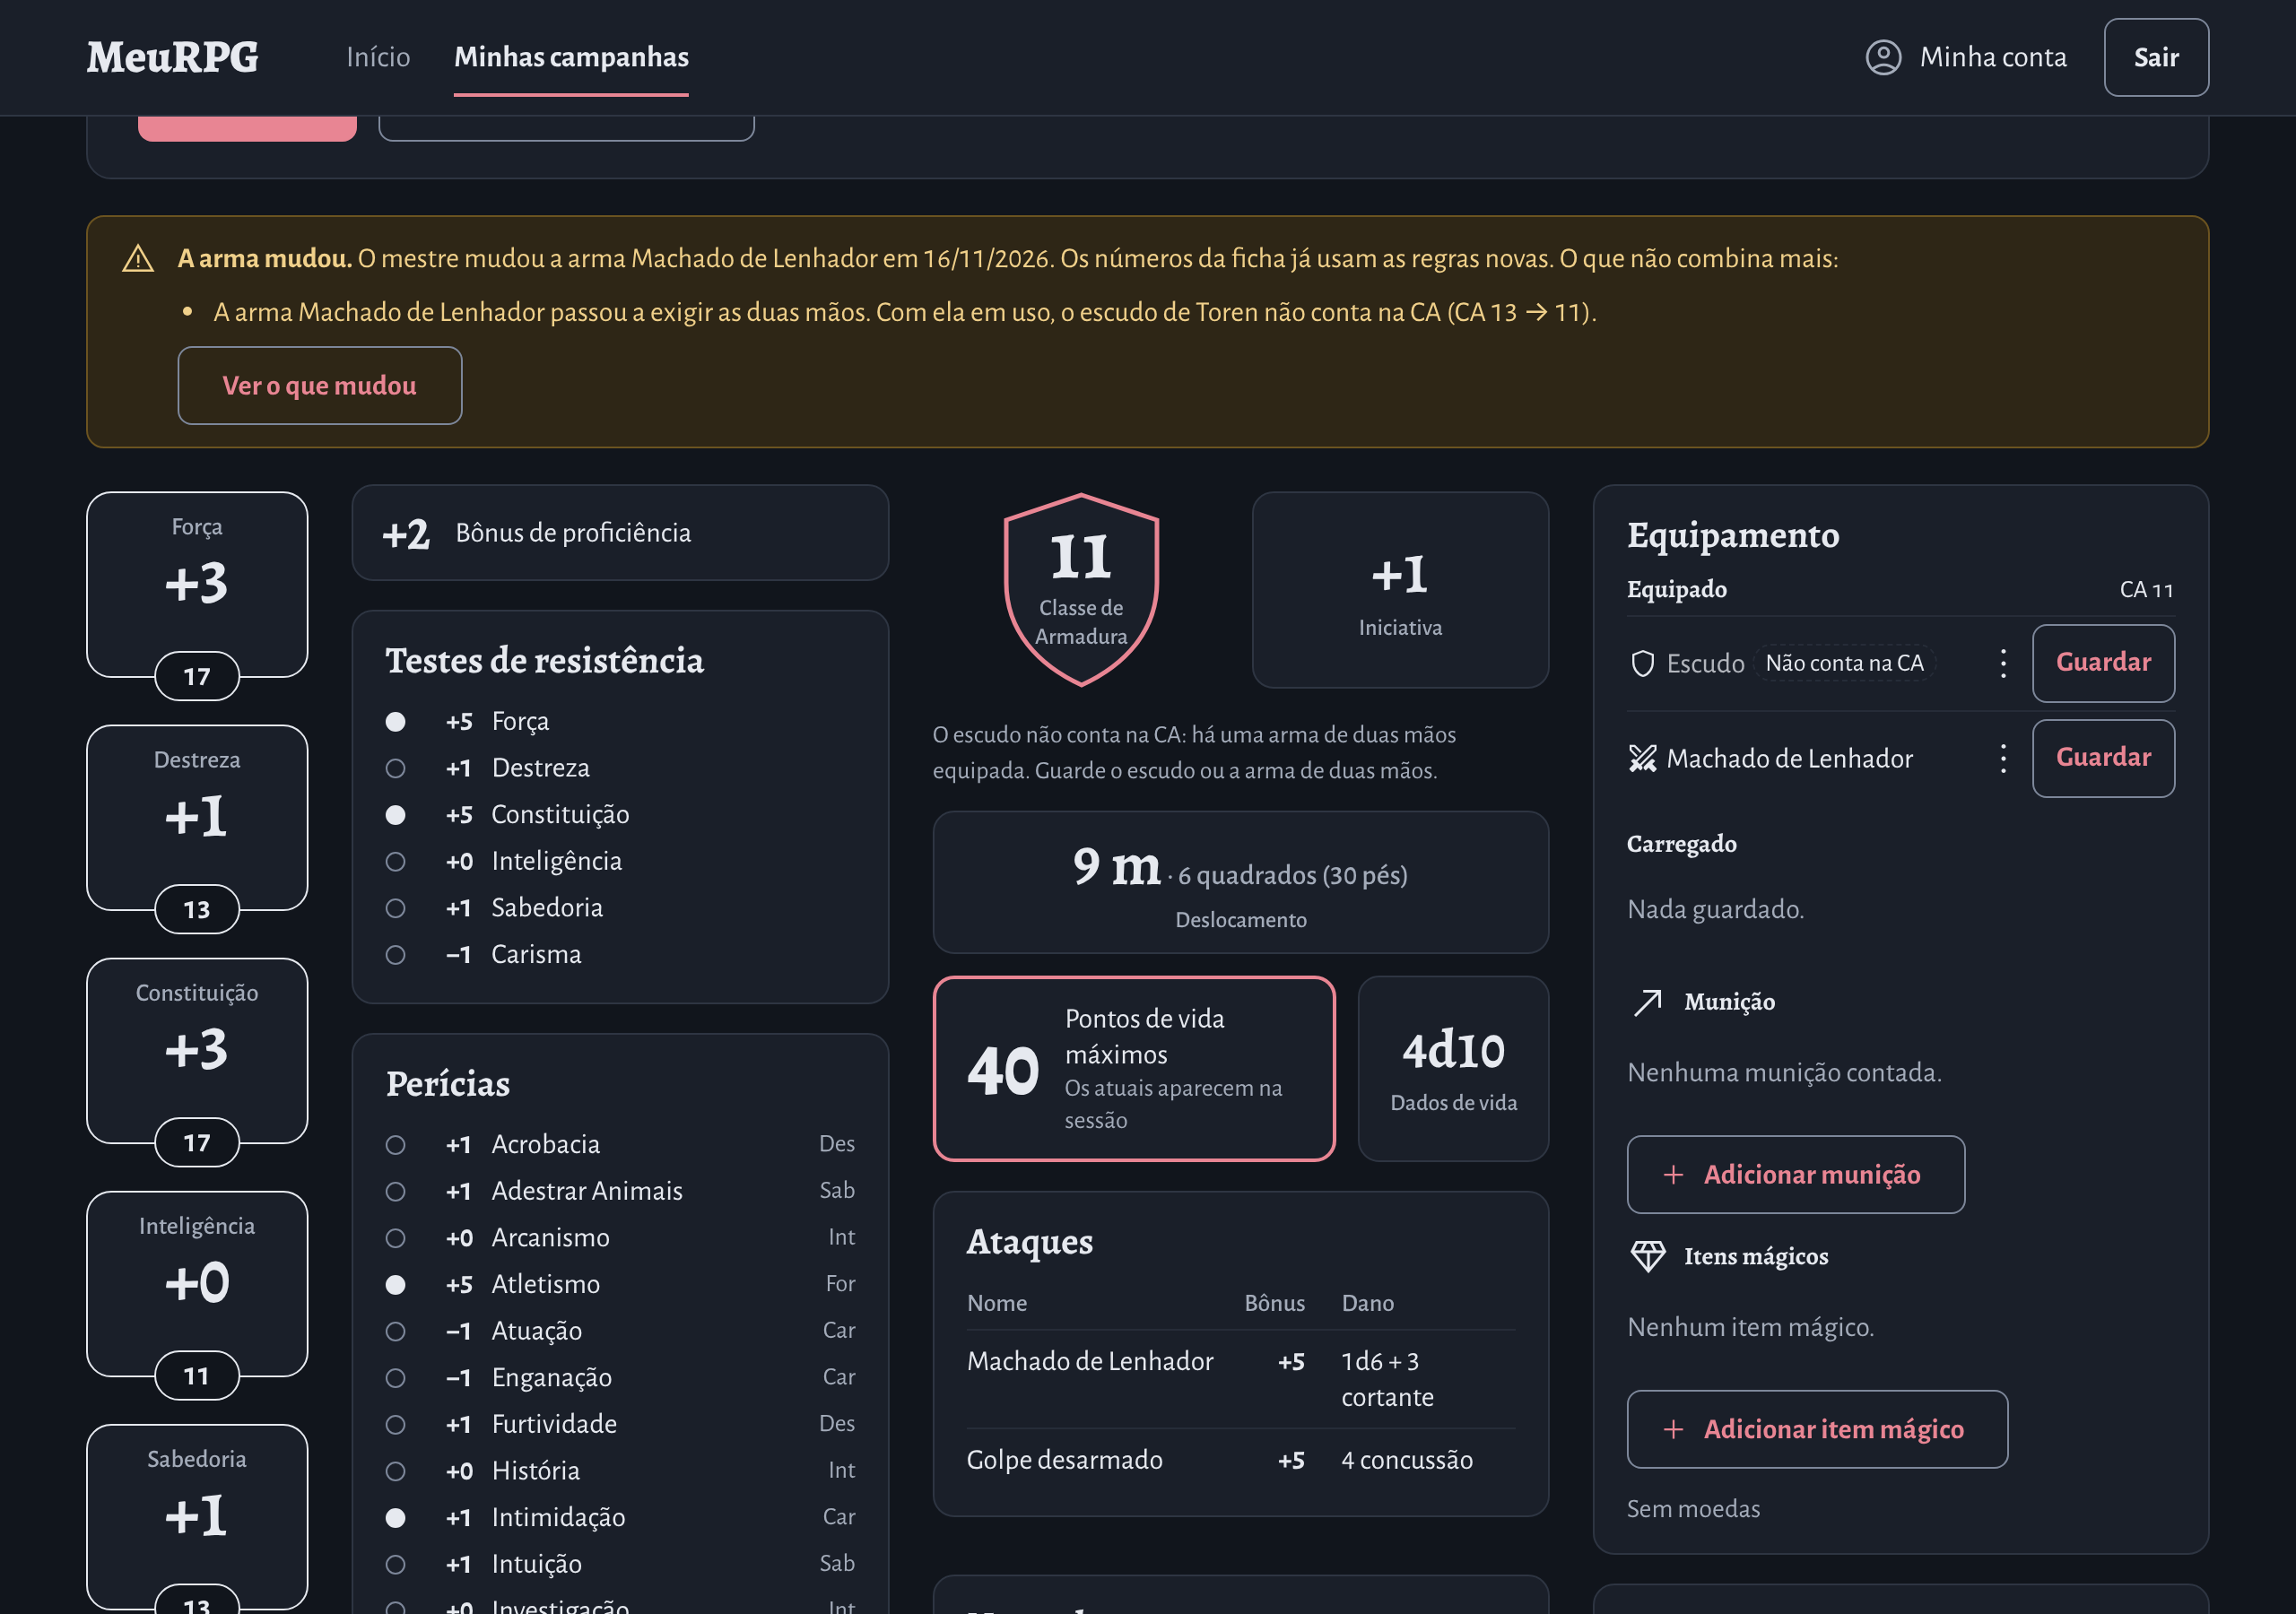 MeuRPG
Início
Minhas campanhas
Minha conta
Sair
A arma mudou. O mestre mudou a arma Machado de Lenhador em 16/11/2026. Os números da ficha já usam as regras novas. O que não combina mais:
• A arma Machado de Lenhador passou a exigir as duas mãos. Com ela em uso, o escudo de Toren não conta na CA (CA 13 → 11).
Ver o que mudou
Força
+3
17
Destreza
+1
13
Constituição
+3
17
Inteligência
+0
11
Sabedoria
+1
13
+2 Bônus de proficiência
Testes de resistência
+5 Força
+1 Destreza
+5 Constituição
+0 Inteligência
+1 Sabedoria
−1 Carisma
Perícias
+1 Acrobacia Des
+1 Adestrar Animais Sab
+0 Arcanismo Int
+5 Atletismo For
−1 Atuação Car
−1 Enganação Car
+1 Furtividade Des
+0 História Int
+1 Intimidação Car
+1 Intuição Sab
+0 Investigação Int
11
Classe de
Armadura
+1
Iniciativa
O escudo não conta na CA: há uma arma de duas mãos
equipada. Guarde o escudo ou a arma de duas mãos.
9 m · 6 quadrados (30 pés)
Deslocamento
40
Pontos de vida
máximos
Os atuais aparecem na
sessão
4d10
Dados de vida
Ataques
Nome Bônus Dano
Machado de Lenhador +5 1d6 + 3
cortante
Golpe desarmado +5 4 concussão
Equipamento
Equipado CA 11
Escudo Não conta na CA Guardar
Machado de Lenhador Guardar
Carregado
Nada guardado.
Munição
Nenhuma munição contada.
+ Adicionar munição
Itens mágicos
Nenhum item mágico.
+ Adicionar item mágico
Sem moedas